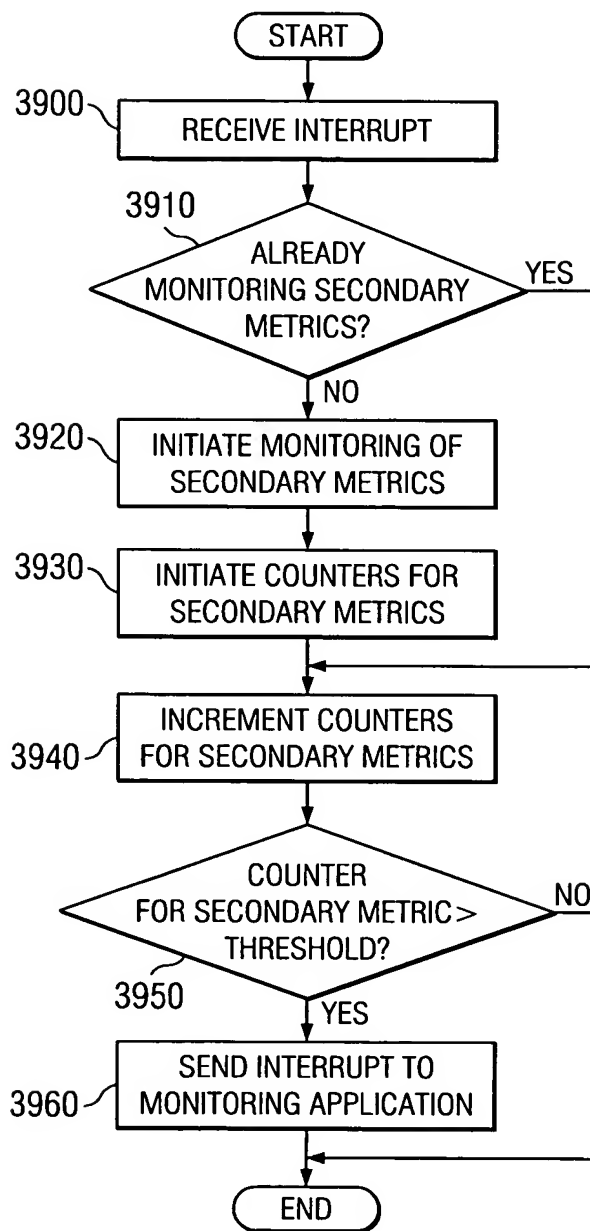 START
3900
RECEIVE INTERRUPT
3910
ALREADY
MONITORING SECONDARY
METRICS?
YES
NO
3920
INITIATE MONITORING OF
SECONDARY METRICS
3930
INITIATE COUNTERS FOR
SECONDARY METRICS
3940
INCREMENT COUNTERS
FOR SECONDARY METRICS
COUNTER
FOR SECONDARY METRIC >
THRESHOLD?
NO
3950
YES
3960
SEND INTERRUPT TO
MONITORING APPLICATION
END